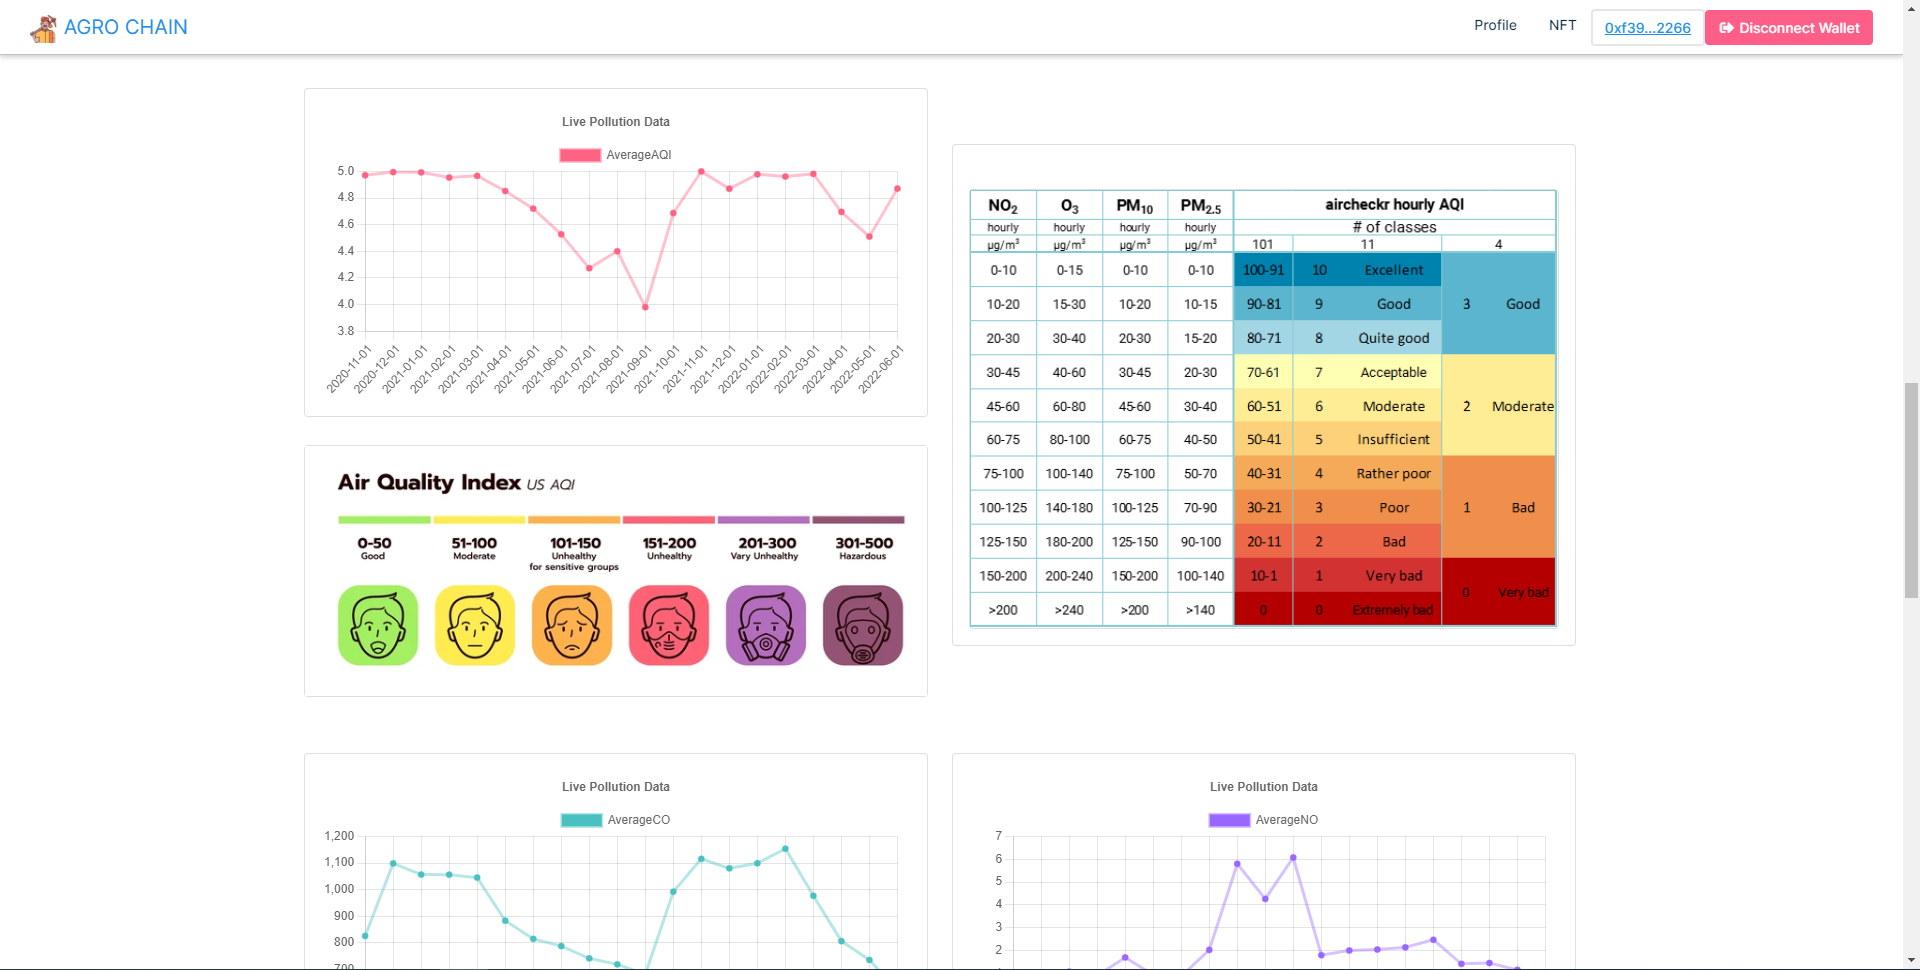 AGRO CHAIN
Profile NFT 0xf39...2266 Disconnect Wallet
Live Pollution Data
AverageAQI
5.0
4.8
4.6
4.4
4.2
4.0
3.8
2020-11-01 2020-12-01 2021-01-01 2021-02-01 2021-03-01 2021-04-01 2021-05-01 2021-06-01 2021-07-01 2021-08-01 2021-09-01 2021-10-01 2021-11-01 2021-12-01 2022-01-01 2022-02-01 2022-03-01 2022-04-01 2022-05-01 2022-06-01
Air Quality Index US AQI
0-50 51-100 101-150 151-200 201-300 301-500
Good Moderate Unhealthy Unhealthy Vary Unhealthy Hazardous
for sensitive groups
NO2 O3 PM10 PM2.5 aircheckr hourly AQI
hourly hourly hourly hourly # of classes
µg/m³ µg/m³ µg/m³ µg/m³ 101 11 4
0-10 0-15 0-10 0-10 100-91 10 Excellent
10-20 15-30 10-20 10-15 90-81 9 Good 3 Good
20-30 30-40 20-30 15-20 80-71 8 Quite good
30-45 40-60 30-45 20-30 70-61 7 Acceptable
45-60 60-80 45-60 30-40 60-51 6 Moderate 2 Moderate
60-75 80-100 60-75 40-50 50-41 5 Insufficient
75-100 100-140 75-100 50-70 40-31 4 Rather poor
100-125 140-180 100-125 70-90 30-21 3 Poor 1 Bad
125-150 180-200 125-150 90-100 20-11 2 Bad
150-200 200-240 150-200 100-140 10-1 1 Very bad
0 Very bad
>200 >240 >200 >140 0 0 Extremely bad
Live Pollution Data
AverageCO
1,200
1,100
1,000
900
800
700
Live Pollution Data
AverageNO
7
6
5
4
3
2